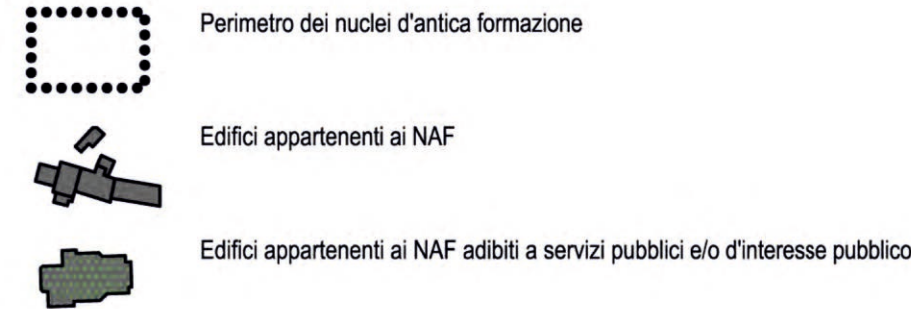 Perimetro dei nuclei d'antica formazione
Edifici appartenenti ai NAF
Edifici appartenenti ai NAF adibiti a servizi pubblici e/o d'interesse pubblico